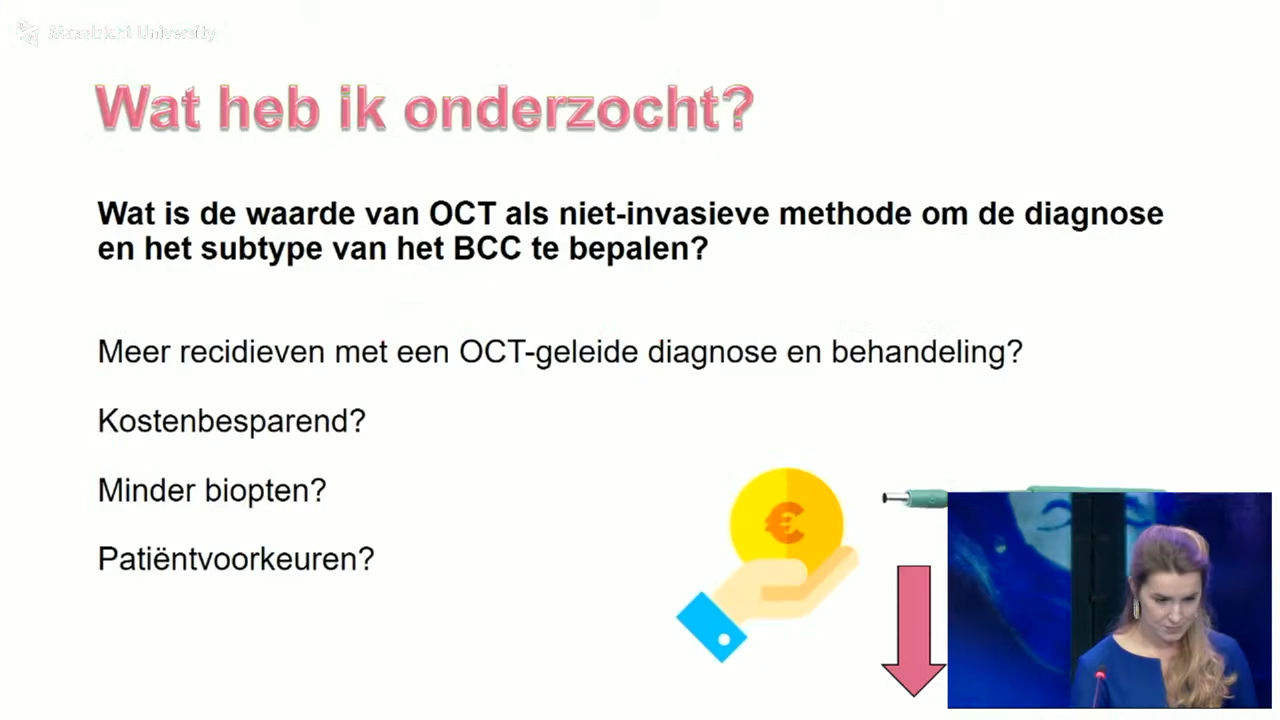 Maastricht University
Wat heb ik onderzocht?
Wat is de waarde van OCT als niet-invasieve methode om de diagnose
en het subtype van het BCC te bepalen?
Meer recidieven met een OCT-geleide diagnose en behandeling?
Kostenbesparend?
Minder biopten?
Patiëntvoorkeuren?
€